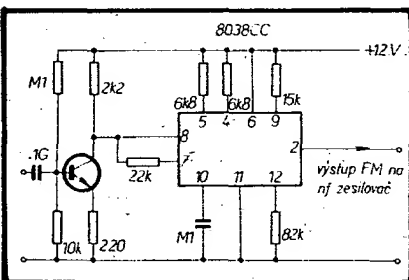 8038CC
+12V
M1
2k2
6k8
6k8
15k
5 4 6 9
8
7
2
.1G
22k
výstup FM na
nf zesilovač
10 11 12
10k
220
M1
82k